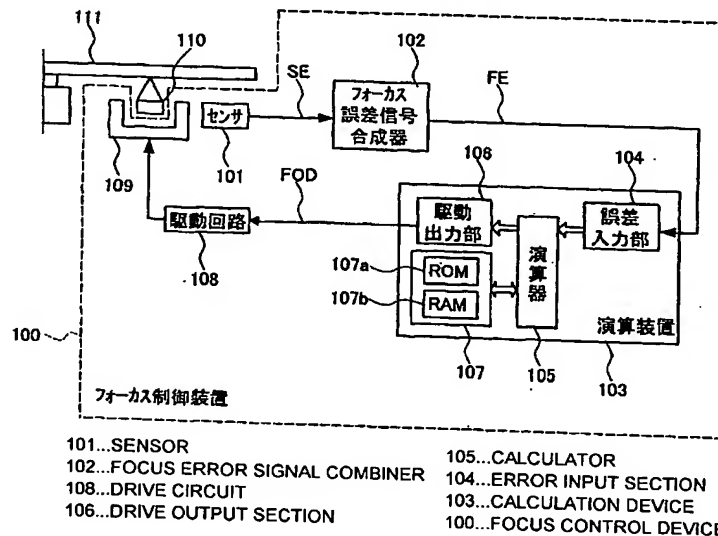 111
110
SE
102
フォーカス
誤差信号
合成器
FE
センサ
101
109
FOD
106
104
駆動
出力部
誤差
入力部
駆動回路
108
107a
ROM
107b
RAM
演算器
演算装置
100
107
105
103
フォーカス制御装置
101...SENSOR
102...FOCUS ERROR SIGNAL COMBINER
108...DRIVE CIRCUIT
106...DRIVE OUTPUT SECTION
105...CALCULATOR
104...ERROR INPUT SECTION
103...CALCULATION DEVICE
100...FOCUS CONTROL DEVICE